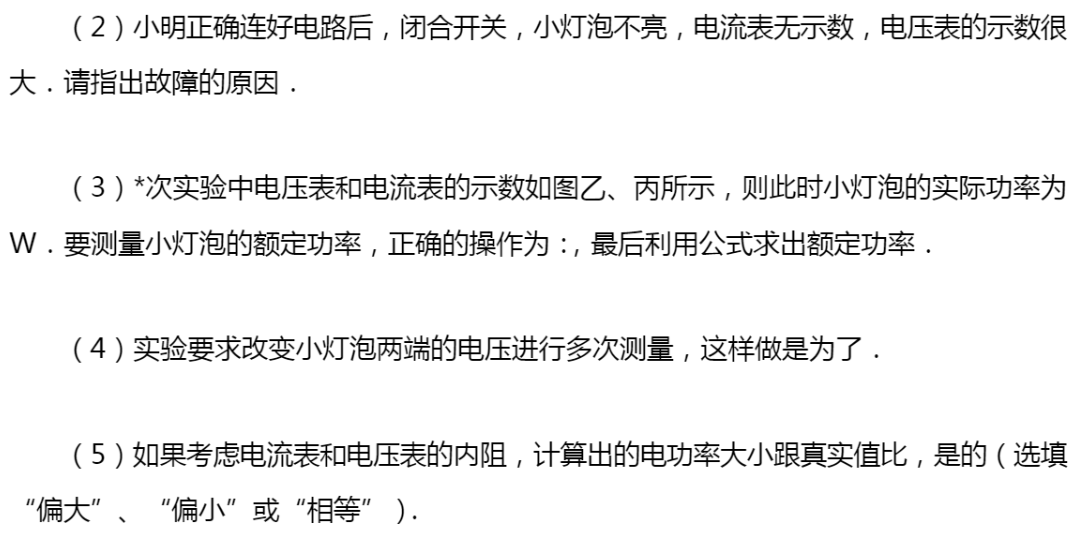 （2）小明正确连好电路后，闭合开关，小灯泡不亮，电流表无示数，电压表的示数很
大．请指出故障的原因．
（3）*次实验中电压表和电流表的示数如图乙、丙所示，则此时小灯泡的实际功率为
W．要测量小灯泡的额定功率，正确的操作为：，最后利用公式求出额定功率．
（4）实验要求改变小灯泡两端的电压进行多次测量，这样做是为了．
（5）如果考虑电流表和电压表的内阻，计算出的电功率大小跟真实值比，是的（选填
“偏大”、“偏小”或“相等”）．